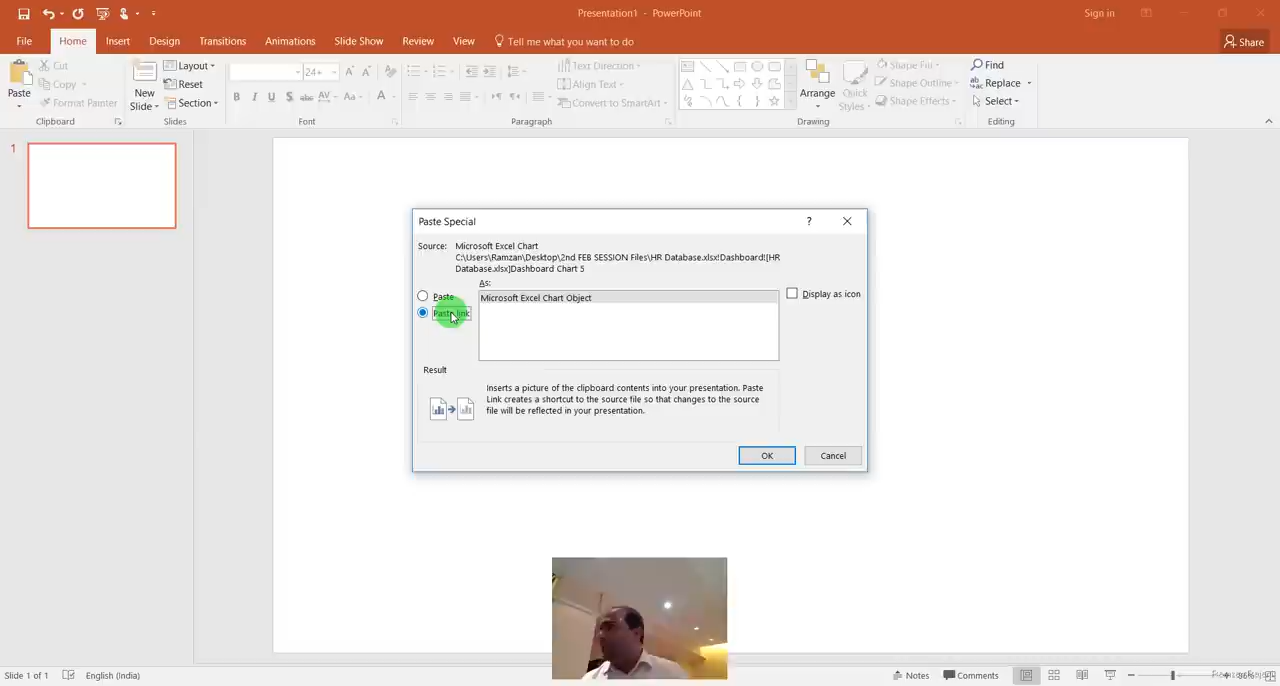 Presentation1 - PowerPoint
Sign in
File Home Insert Design Transitions Animations Slide Show Review View Tell me what you want to do
Share
Paste
Cut
Copy
Format Painter
Clipboard
New
Slide
Layout
Reset
Section
Slides
24+
B I U S abc AV Aa A
Font
Text Direction
Align Text
Convert to SmartArt
Paragraph
Arrange
Quick
Styles
Shape Fill
Shape Outline
Shape Effects
Drawing
Find
Replace
Select
Editing
1
Paste Special
?
Source: Microsoft Excel Chart
C:\Users\Ramzan\Desktop\2nd FEB SESSION Files\HR Database.xlsx!Dashboard![HR
Database.xlsx]Dashboard Chart 5
As:
Paste
Paste link
Microsoft Excel Chart Object
Display as icon
Result
Inserts a picture of the clipboard contents into your presentation. Paste
Link creates a shortcut to the source file so that changes to the source
file will be reflected in your presentation.
OK
Cancel
Slide 1 of 1
English (India)
Notes
Comments